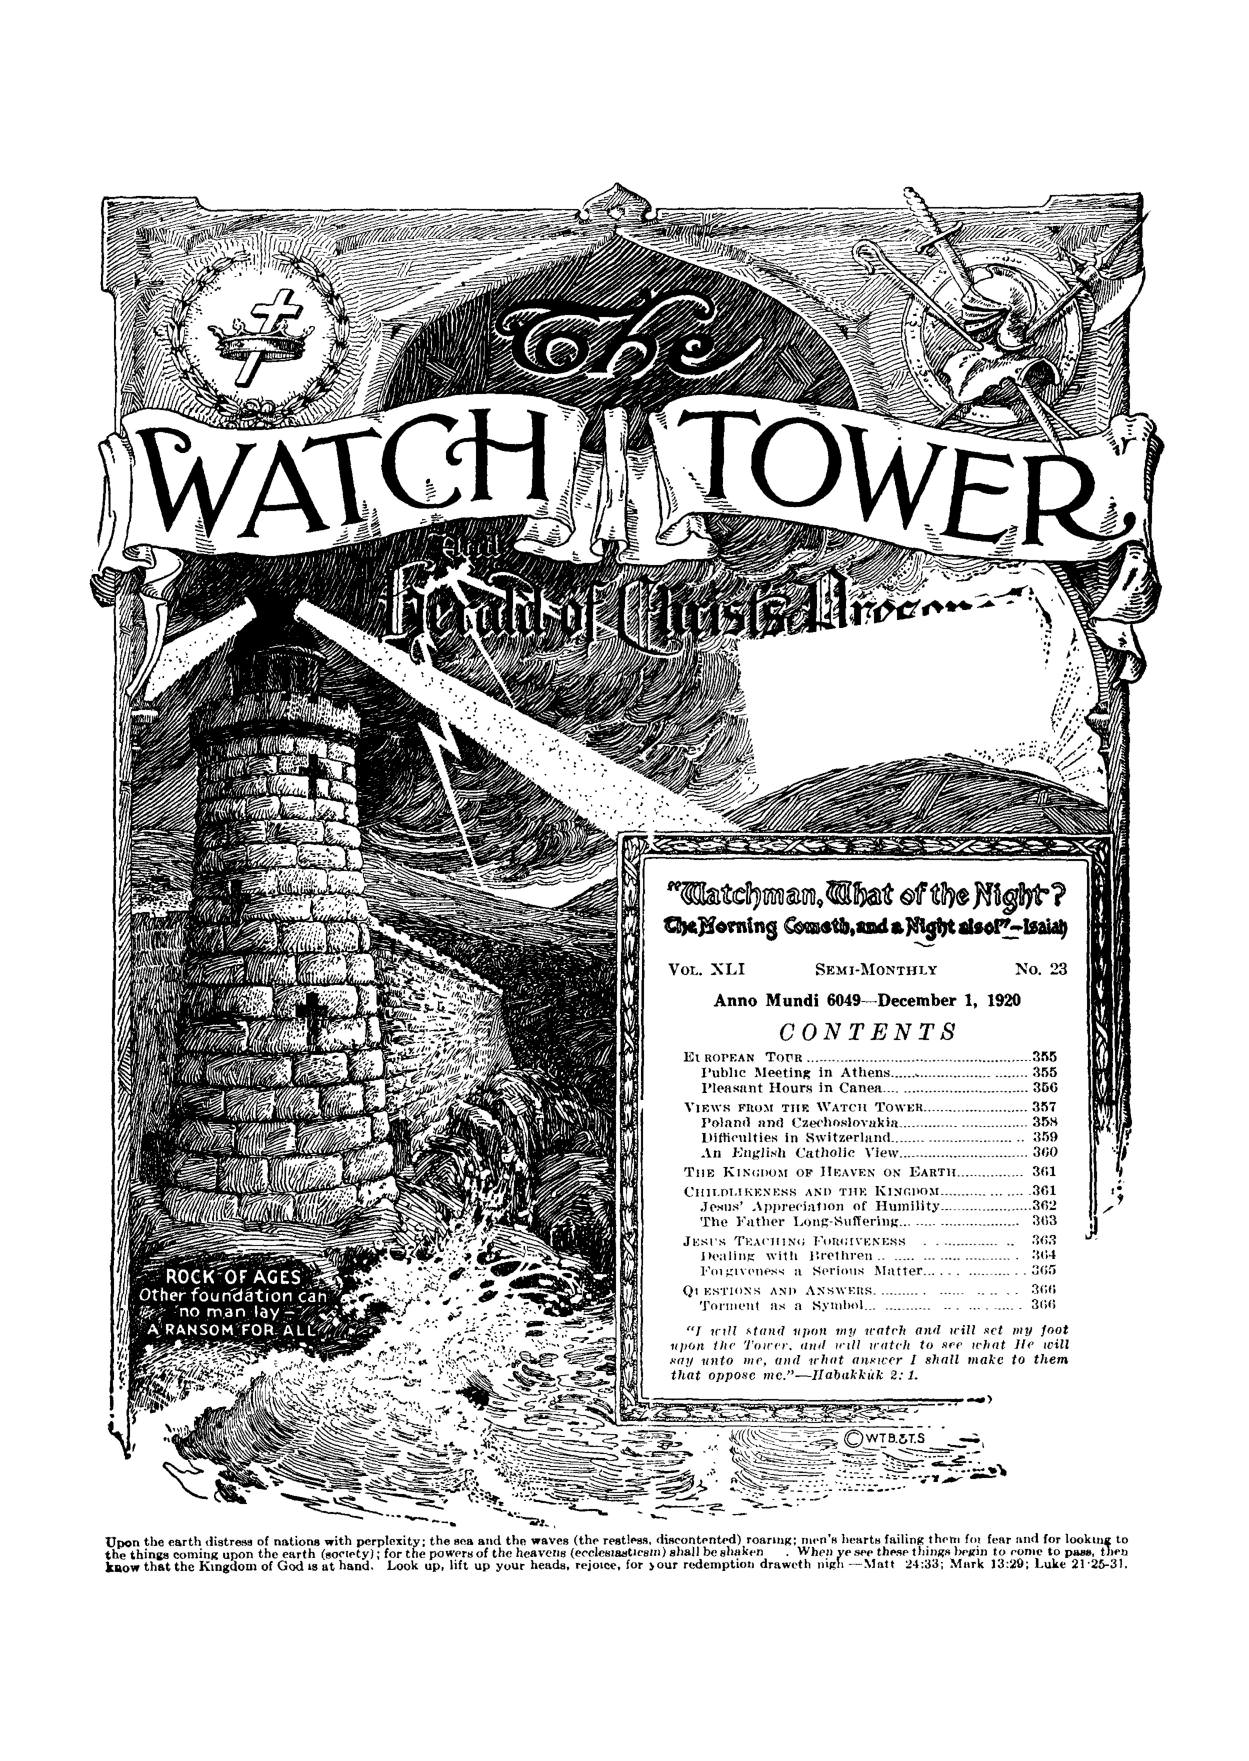 The
WATCH TOWER
And
Herald of Christ's
"Watchman, What of the Night"?
The Morning Cometh, and a Night also!"—Isaiah
VOL. XLI SEMI-MONTHLY No. 23
Anno Mundi 6049—December 1, 1920
CONTENTS
EUROPEAN TOUR 355
Public Meeting in Athens 355
Pleasant Hours in Canea 356
VIEWS FROM THE WATCH TOWER 357
Poland and Czechoslovakia 358
Difficulties in Switzerland 359
An English Catholic View 360
THE KINGDOM OF HEAVEN ON EARTH 361
CHILDLIKENESS AND THE KINGDOM 361
Jesus' Appreciation of Humility 362
The Father Long-Suffering 363
JESUS TEACHING FORGIVENESS 363
Dealing with Brethren 364
Forgiveness a Serious Matter 365
QUESTIONS AND ANSWERS 366
Torment as a Symbol 366
"I will stand upon my watch and will set my foot
upon the Tower, and will watch to see what He will
say unto me, and what answer I shall make to them
that oppose me."—Habakkuk 2: 1.
ROCK OF AGES
Other foundation can
no man lay—
A RANSOM FOR ALL
©WTB.&T.S
Upon the earth distress of nations with perplexity; the sea and the waves (the restless, discontented) roaring; men's hearts failing them for fear and for looking to
the things coming upon the earth (society); for the powers of the heavens (ecclesiasticism) shall be shaken . When ye see these things begin to come to pass, then
know that the Kingdom of God is at hand. Look up, lift up your heads, rejoice, for your redemption draweth nigh—Matt 24:33; Mark 13:29; Luke 21:25-31.